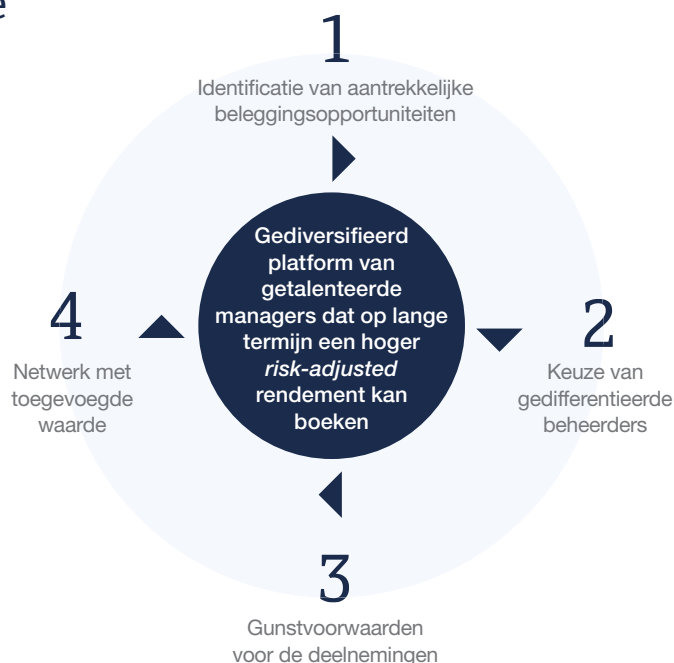 1
Identificatie van aantrekkelijke
beleggingsopportuniteiten
Gediversifieerd
platform van
getalenteerde
managers dat op lange
termijn een hoger
risk-adjusted
rendement kan
boeken
2
Keuze van
gedifferentieerde
beheerders
3
Gunstvoorwaarden
voor de deelnemingen
4
Netwerk met
toegevoegde
waarde